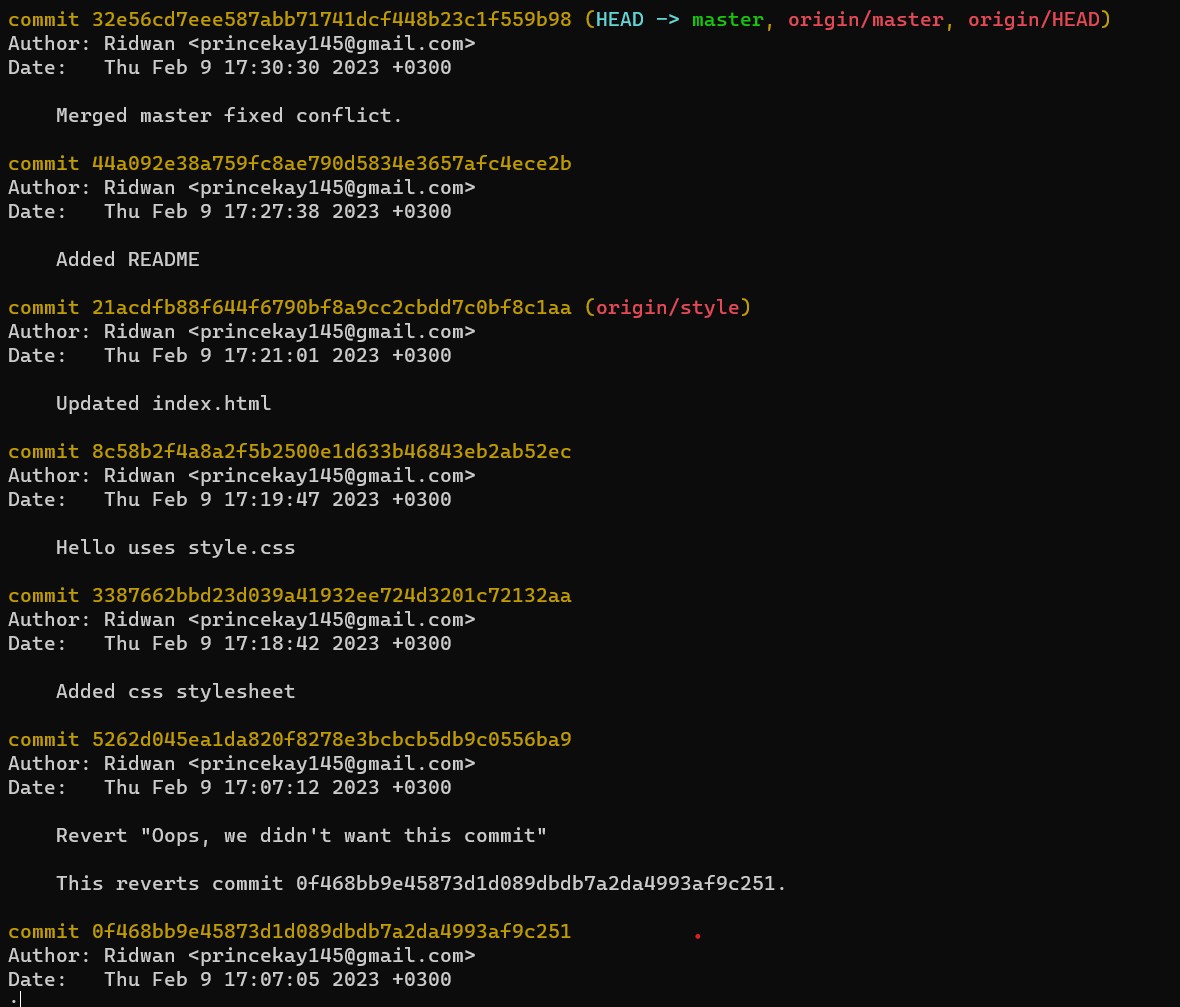 commit 32e56cd7eee587abb71741dcf448b23c1f559b98 (HEAD -> master, origin/master, origin/HEAD)
Author: Ridwan <princekay145@gmail.com>
Date:   Thu Feb 9 17:30:30 2023 +0300
    Merged master fixed conflict.
commit 44a092e38a759fc8ae790d5834e3657afc4ece2b
Author: Ridwan <princekay145@gmail.com>
Date:   Thu Feb 9 17:27:38 2023 +0300
    Added README
commit 21acdfb88f644f6790bf8a9cc2cbdd7c0bf8c1aa (origin/style)
Author: Ridwan <princekay145@gmail.com>
Date:   Thu Feb 9 17:21:01 2023 +0300
    Updated index.html
commit 8c58b2f4a8a2f5b2500e1d633b46843eb2ab52ec
Author: Ridwan <princekay145@gmail.com>
Date:   Thu Feb 9 17:19:47 2023 +0300
    Hello uses style.css
commit 3387662bbd23d039a41932ee724d3201c72132aa
Author: Ridwan <princekay145@gmail.com>
Date:   Thu Feb 9 17:18:42 2023 +0300
    Added css stylesheet
commit 5262d045ea1da820f8278e3bcbcb5db9c0556ba9
Author: Ridwan <princekay145@gmail.com>
Date:   Thu Feb 9 17:07:12 2023 +0300
    Revert "Oops, we didn't want this commit"
    This reverts commit 0f468bb9e45873d1d089dbdb7a2da4993af9c251.
commit 0f468bb9e45873d1d089dbdb7a2da4993af9c251
Author: Ridwan <princekay145@gmail.com>
Date:   Thu Feb 9 17:07:05 2023 +0300